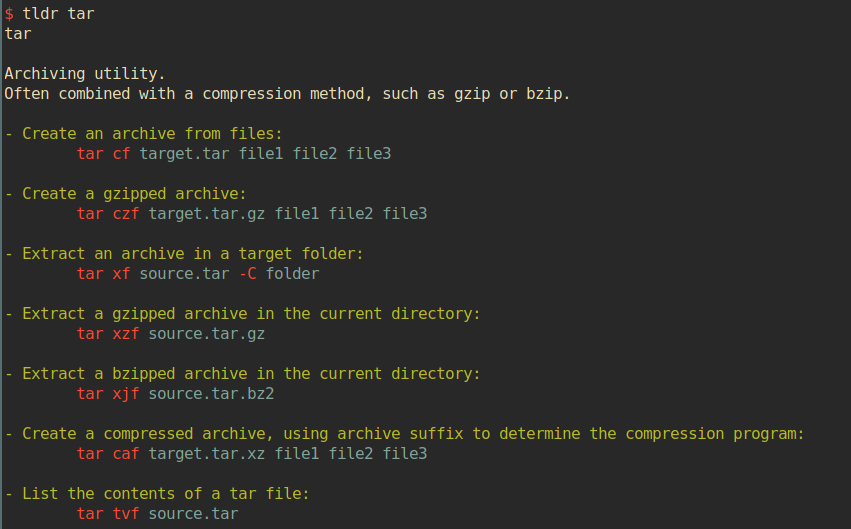 $ tldr tar
tar
Archiving utility.
Often combined with a compression method, such as gzip or bzip.
- Create an archive from files:
tar cf target.tar file1 file2 file3
- Create a gzipped archive:
tar czf target.tar.gz file1 file2 file3
- Extract an archive in a target folder:
tar xf source.tar -C folder
- Extract a gzipped archive in the current directory:
tar xzf source.tar.gz
- Extract a bzipped archive in the current directory:
tar xjf source.tar.bz2
- Create a compressed archive, using archive suffix to determine the compression program:
tar caf target.tar.xz file1 file2 file3
- List the contents of a tar file:
tar tvf source.tar